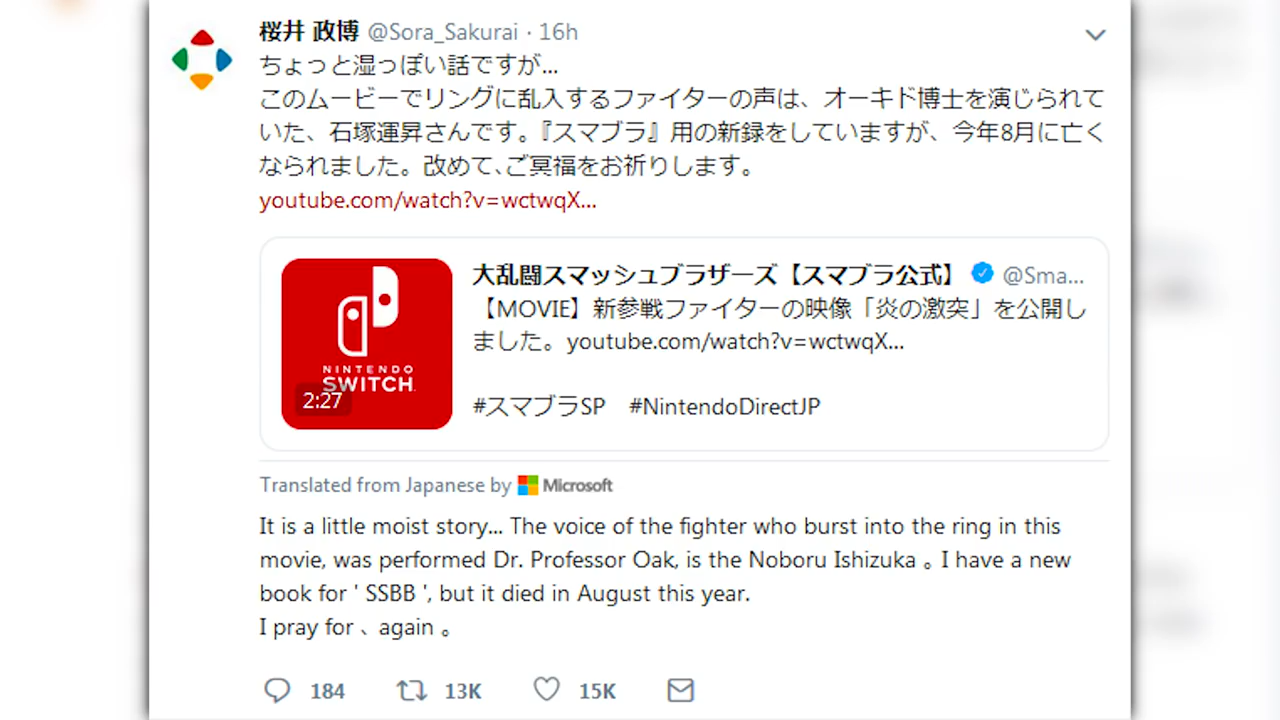 桜井 政博 @Sora_Sakurai · 16h
ちょっと湿っぽい話ですが...
このムービーでリングに乱入するファイターの声は、オーキド博士を演じられて
いた、石塚運昇さんです。『スマブラ』用の新録をしていますが、今年8月に亡く
なられました。改めて､ご冥福をお祈りします。
youtube.com/watch?v=wctwqX...
大乱闘スマッシュブラザーズ【スマブラ公式】 @Sma...
【MOVIE】新参戦ファイターの映像「炎の激突」を公開し
ました。youtube.com/watch?v=wctwqX...
NINTENDO
SWITCH
2:27
#スマブラSP #NintendoDirectJP
Translated from Japanese by Microsoft
It is a little moist story... The voice of the fighter who burst into the ring in this
movie, was performed Dr. Professor Oak, is the Noboru Ishizuka 。I have a new
book for ' SSBB ', but it died in August this year.
I pray for 、again 。
184 13K 15K